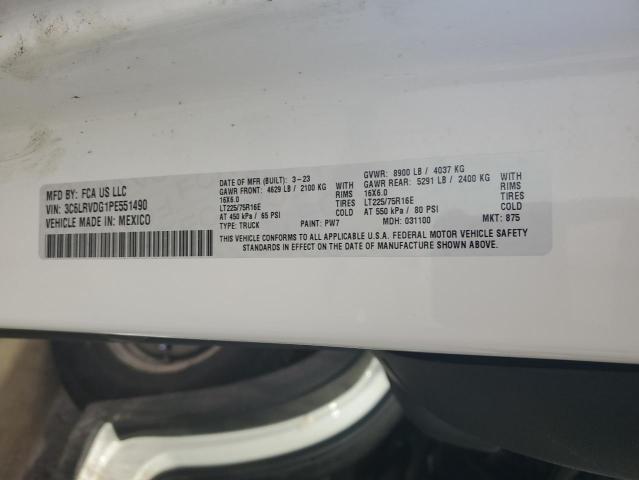 MFD BY: FCA US LLC
VIN: 3C6LRVDG1PE551490
VEHICLE MADE IN: MEXICO
DATE OF MFR (BUILT): 3-23 GVWR: 8900 LB / 4037 KG
GAWR FRONT: 4629 LB / 2100 KG WITH GAWR REAR: 5291 LB / 2400 KG WITH
16X6.0 RIMS 16X6.0 RIMS
LT225/75R16E TIRES LT225/75R16E TIRES
AT 450 kPa / 65 PSI COLD AT 550 kPa / 80 PSI COLD
TYPE: TRUCK PAINT: PW7 MDH: 031100 MKT: 875
THIS VEHICLE CONFORMS TO ALL APPLICABLE U.S.A. FEDERAL MOTOR VEHICLE SAFETY
STANDARDS IN EFFECT ON THE DATE OF MANUFACTURE SHOWN ABOVE.